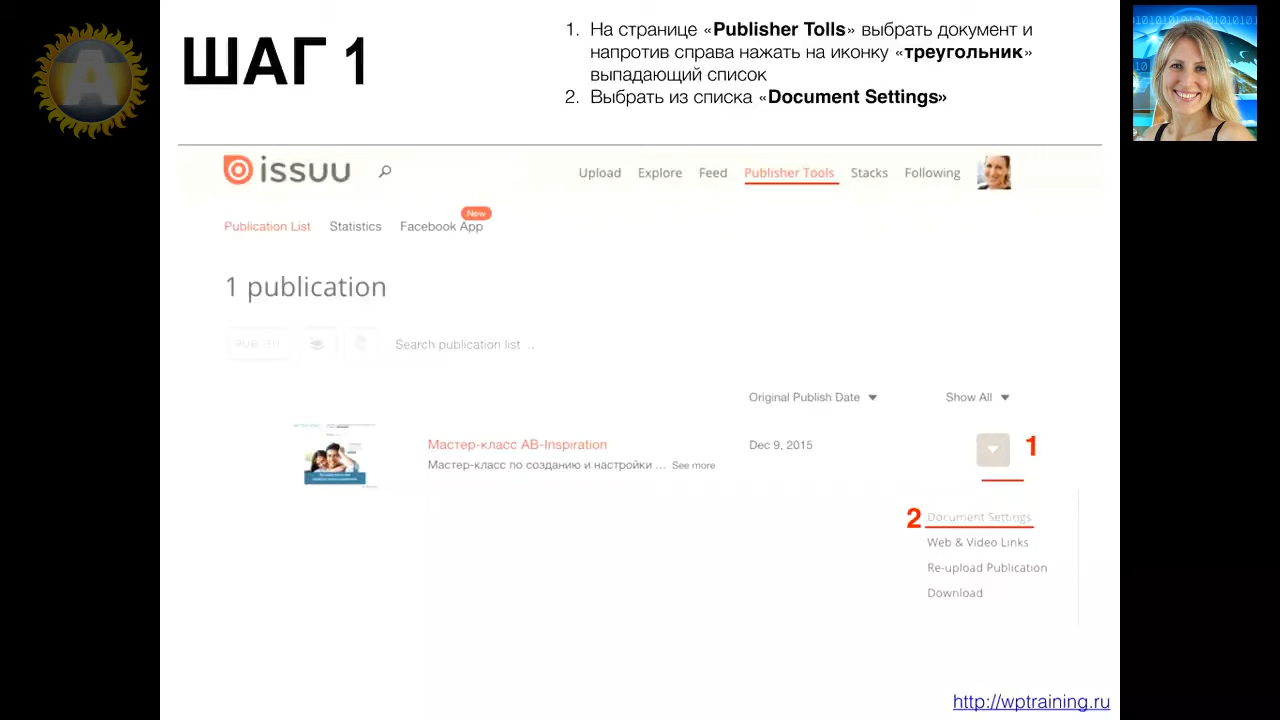 ШАГ 1
1. На странице «Publisher Tolls» выбрать документ и
напротив справа нажать на иконку «треугольник»
выпадающий список
2. Выбрать из списка «Document Settings»
A
issuu
Upload Explore Feed Publisher Tools Stacks Following
New
Publication List Statistics Facebook App
1 publication
Search publication list ...
Original Publish Date Show All
Мастер-класс AB-Inspiration Dec 9, 2015 1
Мастер-класс по созданию и настройки ... See more
2 Document Settings
Web & Video Links
Re-upload Publication
Download
http://wptraining.ru